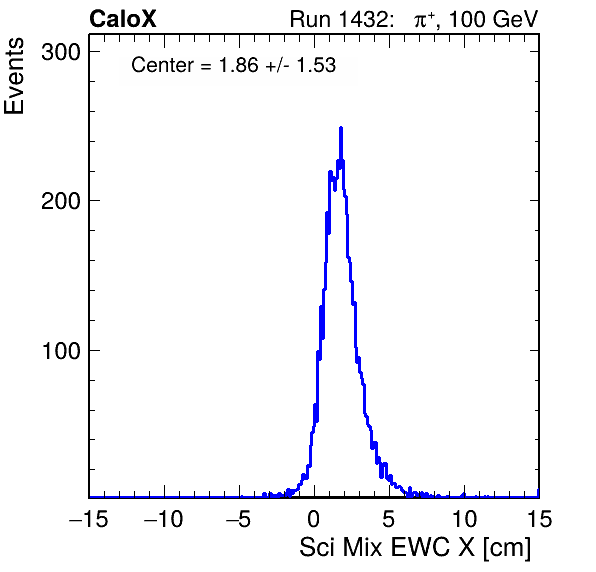 CaloX Run 1432: π⁺, 100 GeV
Center = 1.86 +/- 1.53
Events
300
200
100
−15 −10 −5 0 5 10 15
Sci Mix EWC X [cm]